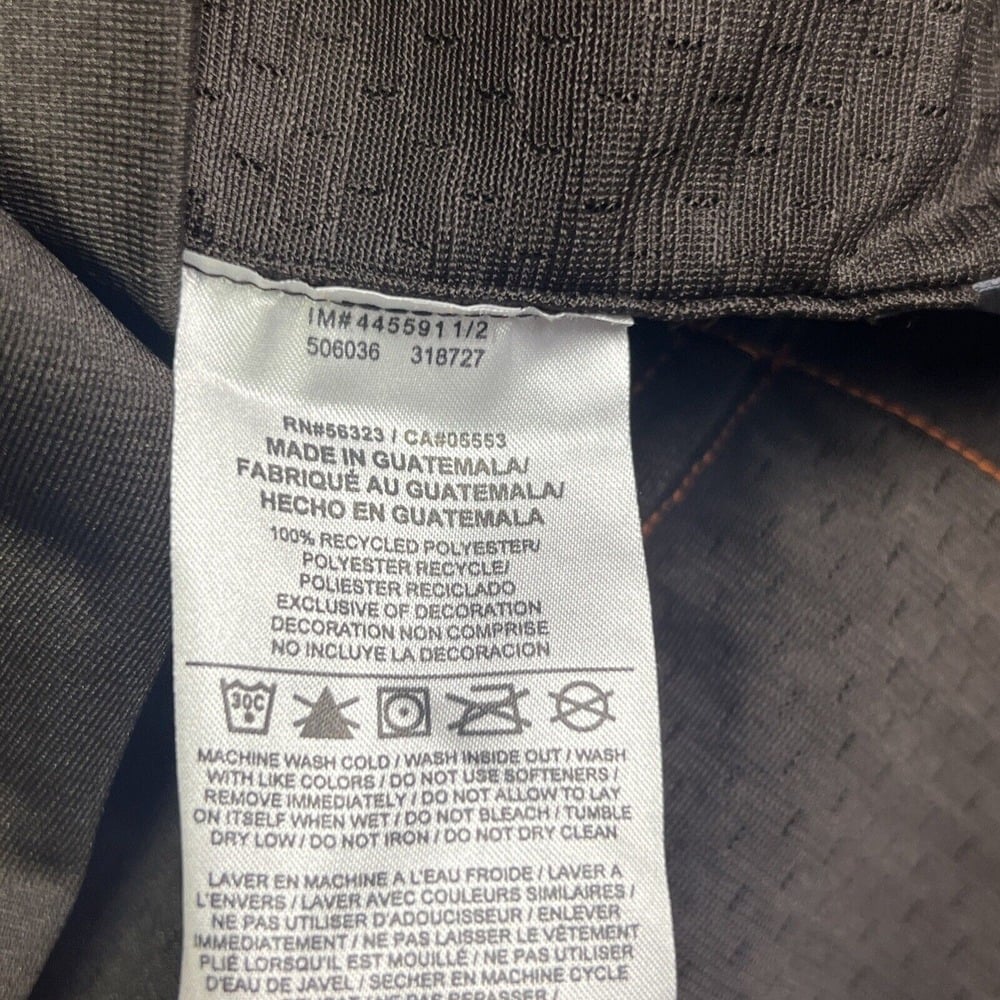 IM# 445591 1/2
506036 318727
RN#56323 / CA#05553
MADE IN GUATEMALA/
FABRIQUÉ AU GUATEMALA/
HECHO EN GUATEMALA
100% RECYCLED POLYESTER/
POLYESTER RECYCLE/
POLIESTER RECICLADO
EXCLUSIVE OF DECORATION
DECORATION NON COMPRISE
NO INCLUYE LA DECORACION
30C
MACHINE WASH COLD / WASH INSIDE OUT / WASH
WITH LIKE COLORS / DO NOT USE SOFTENERS /
REMOVE IMMEDIATELY / DO NOT ALLOW TO LAY
ON ITSELF WHEN WET / DO NOT BLEACH / TUMBLE
DRY LOW / DO NOT IRON / DO NOT DRY CLEAN
LAVER EN MACHINE A L'EAU FROIDE / LAVER A
L'ENVERS / LAVER AVEC COULEURS SIMILAIRES /
NE PAS UTILISER D'ADOUCISSEUR / ENLEVER
IMMEDIATEMENT / NE PAS LAISSER LE VÊTEMENT
PLIÉ LORSQU'IL EST MOUILLÉ / NE PAS UTILISER
D'EAU DE JAVEL / SECHER EN MACHINE CYCLE
NE PAS REPASSER /